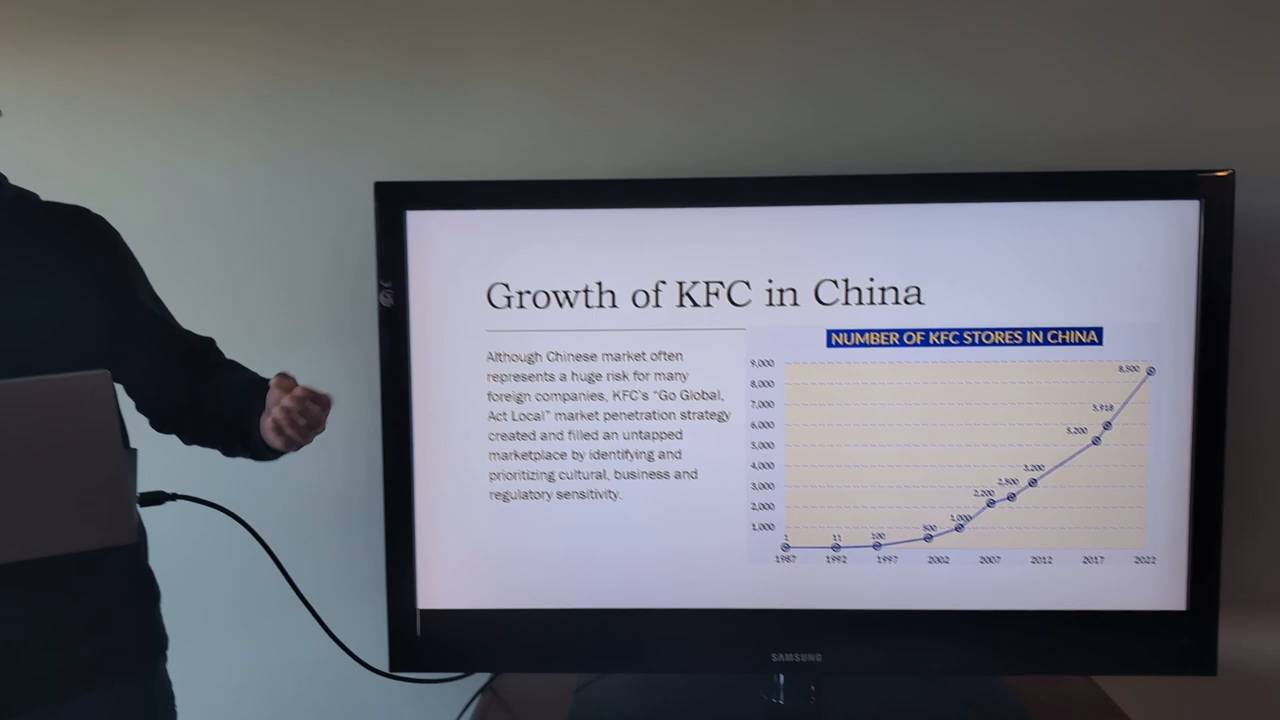 Growth of KFC in China
Although Chinese market often
represents a huge risk for many
foreign companies, KFC's “Go Global,
Act Local” market penetration strategy
created and filled an untapped
marketplace by identifying and
prioritizing cultural, business and
regulatory sensitivity.
NUMBER OF KFC STORES IN CHINA
9,000
8,000
7,000
6,000
5,000
4,000
3,000
2,000
1,000
1
11
100
500
1,000
2,200
2,500
3,200
5,200
5,918
8,500
1987
1992
1997
2002
2007
2012
2017
2022
SAMSUNG